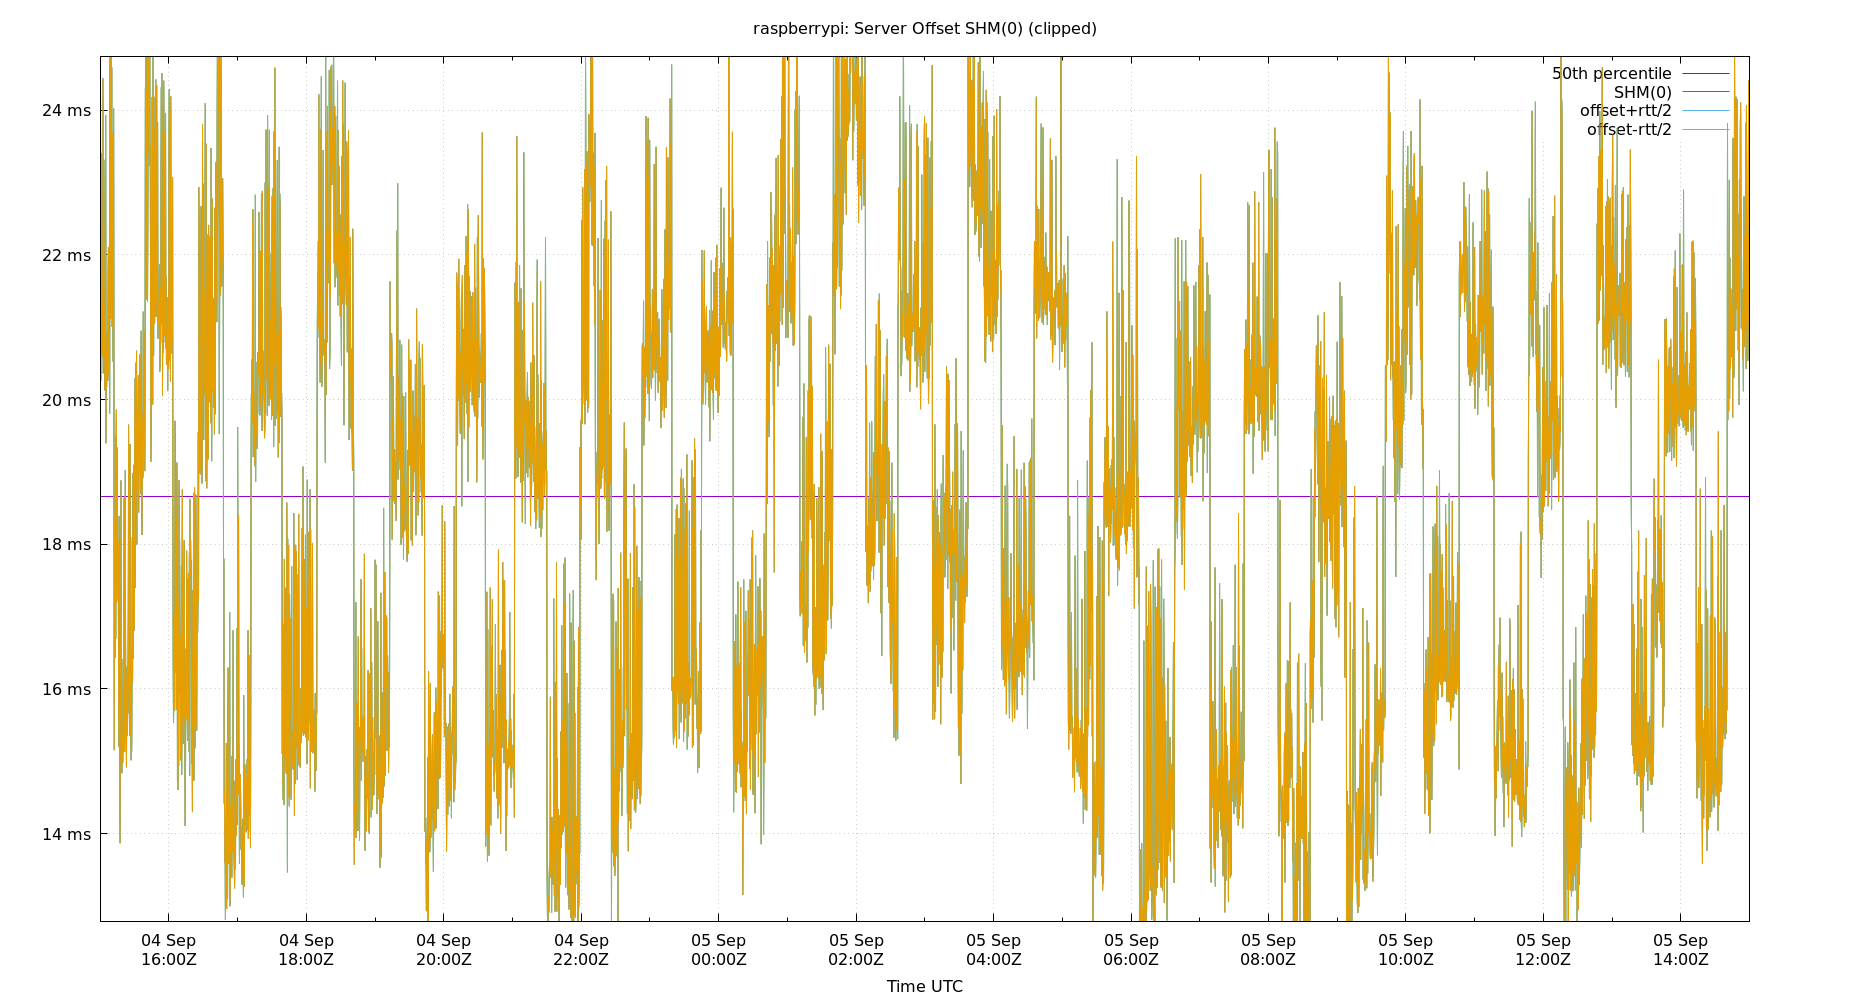 raspberrypi: Server Offset SHM(0) (clipped)
50th percentile
SHM(0)
offset+rtt/2
offset-rtt/2
24 ms
22 ms
20 ms
18 ms
16 ms
14 ms
04 Sep 04 Sep 04 Sep 04 Sep 05 Sep 05 Sep 05 Sep 05 Sep 05 Sep 05 Sep 05 Sep 05 Sep
16:00Z 18:00Z 20:00Z 22:00Z 00:00Z 02:00Z 04:00Z 06:00Z 08:00Z 10:00Z 12:00Z 14:00Z
Time UTC